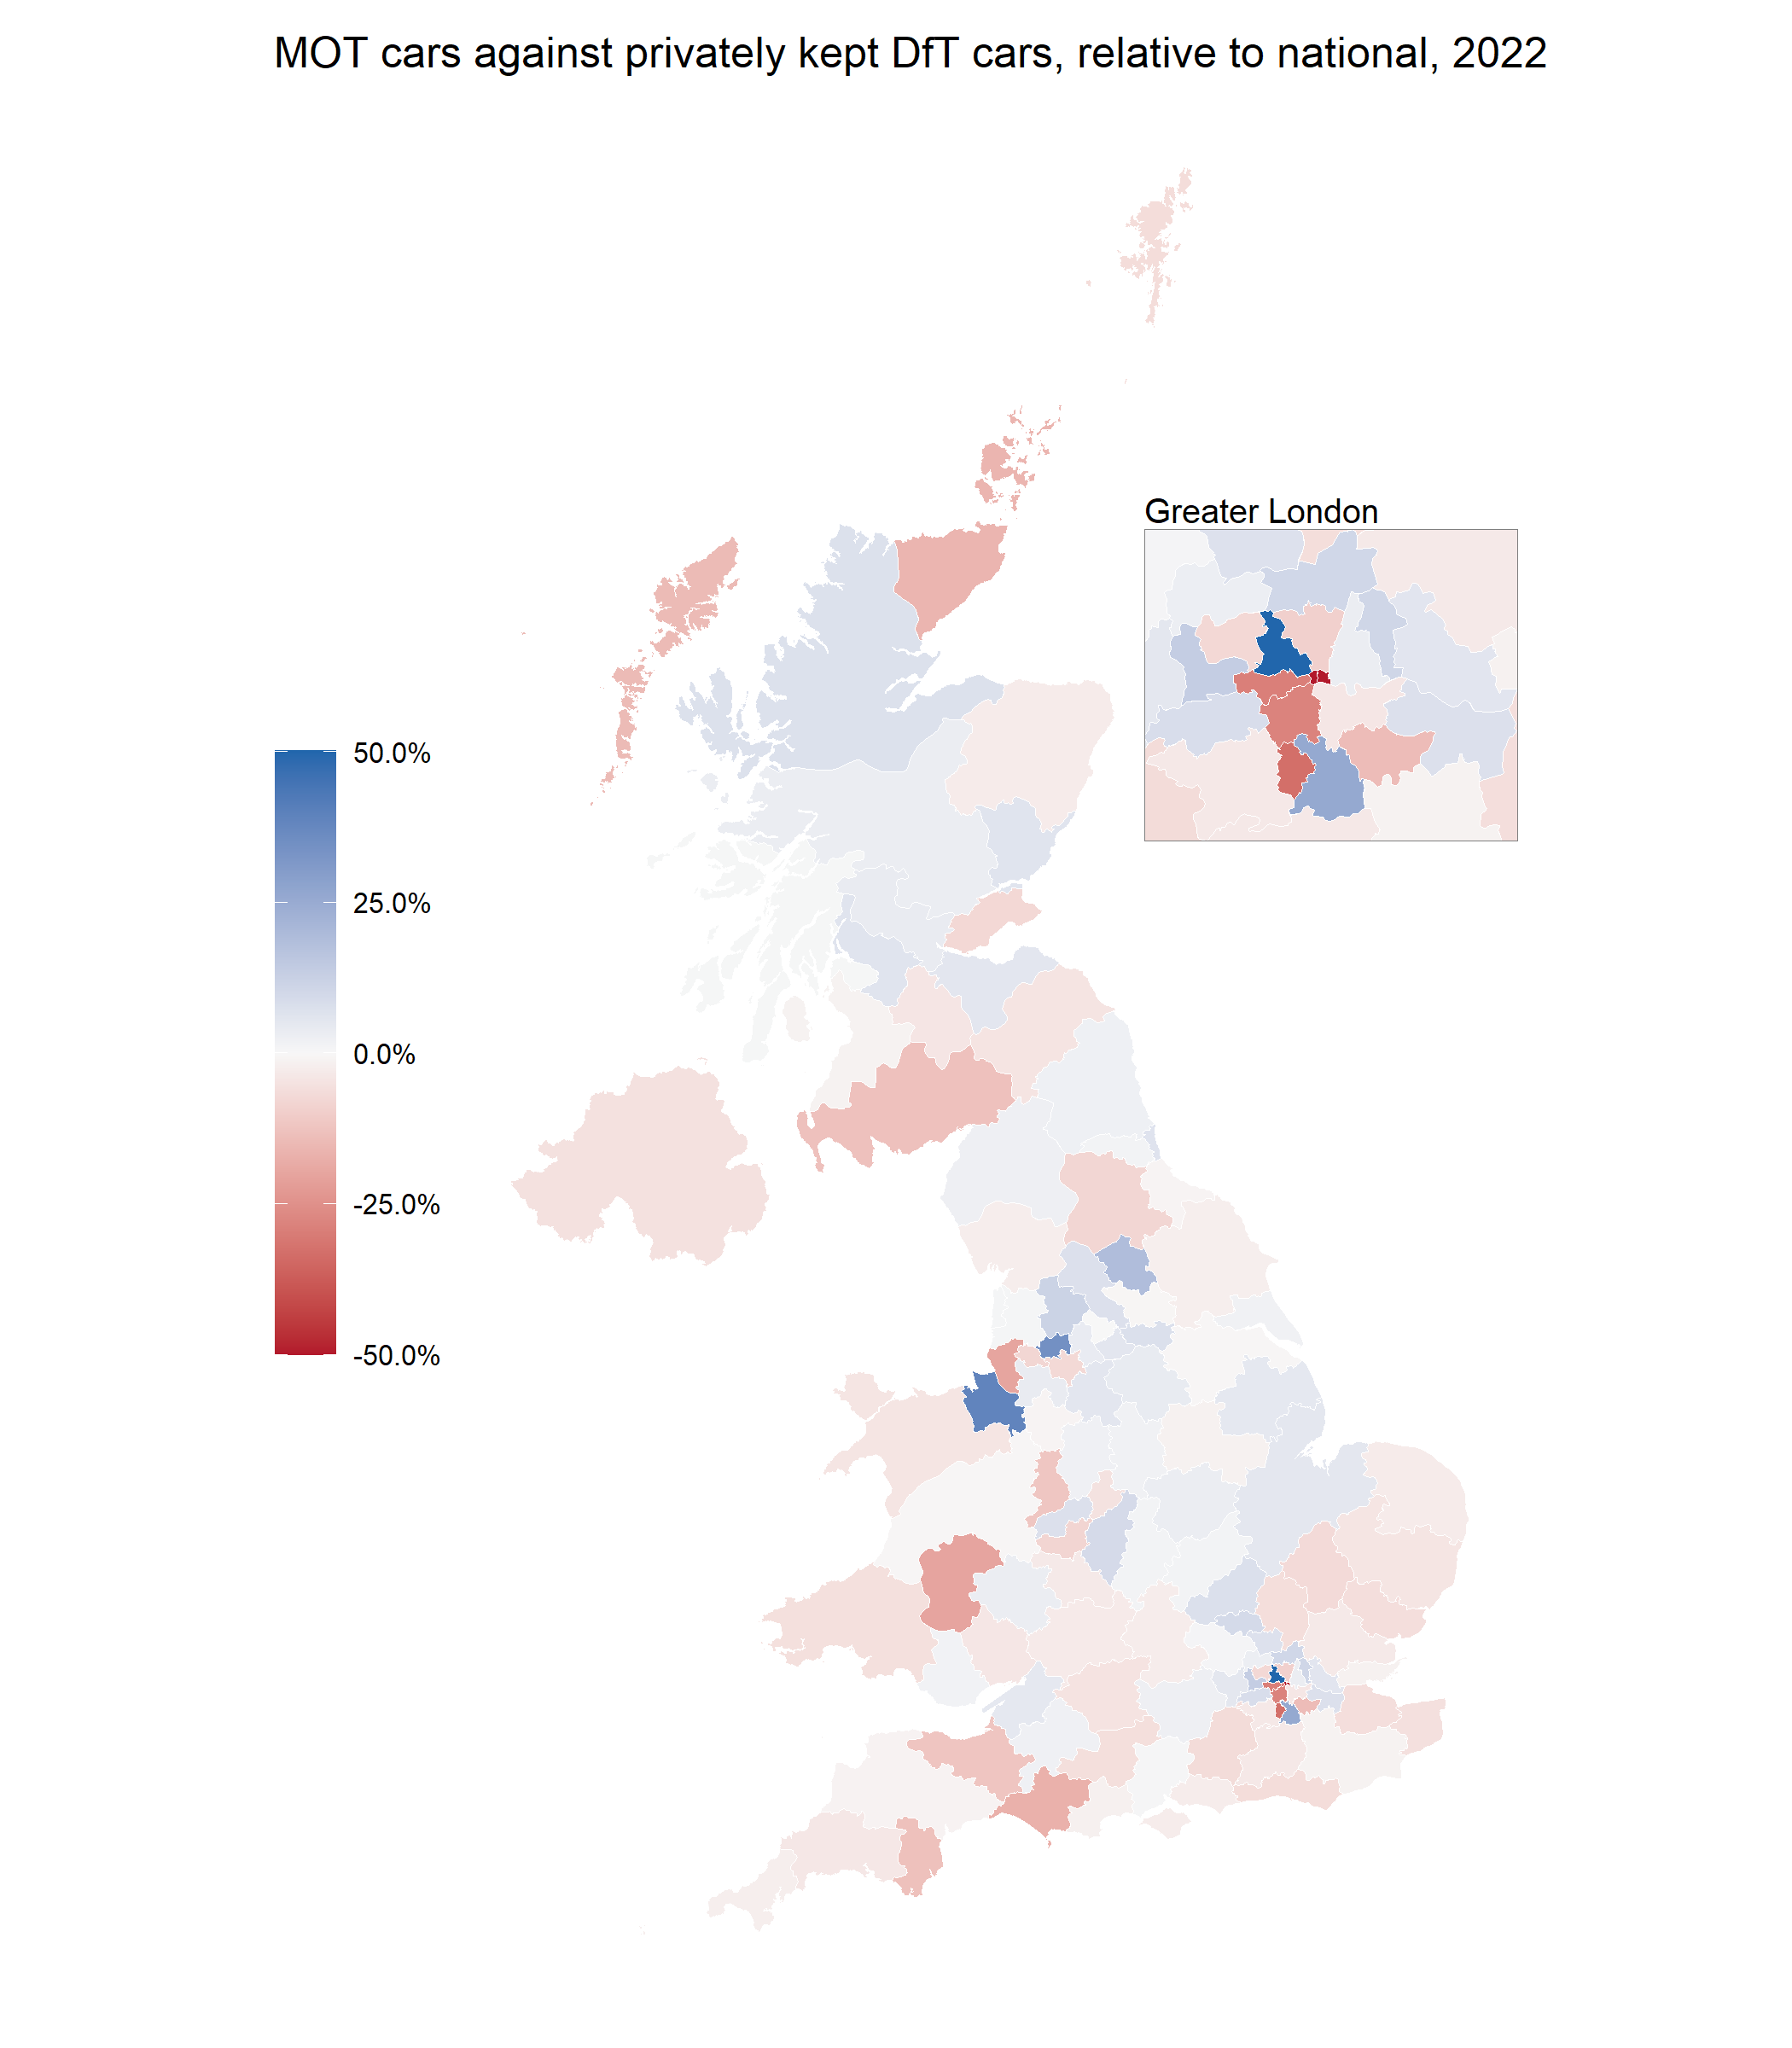 MOT cars against privately kept DfT cars, relative to national, 2022
Greater London
50.0%
25.0%
0.0%
-25.0%
-50.0%